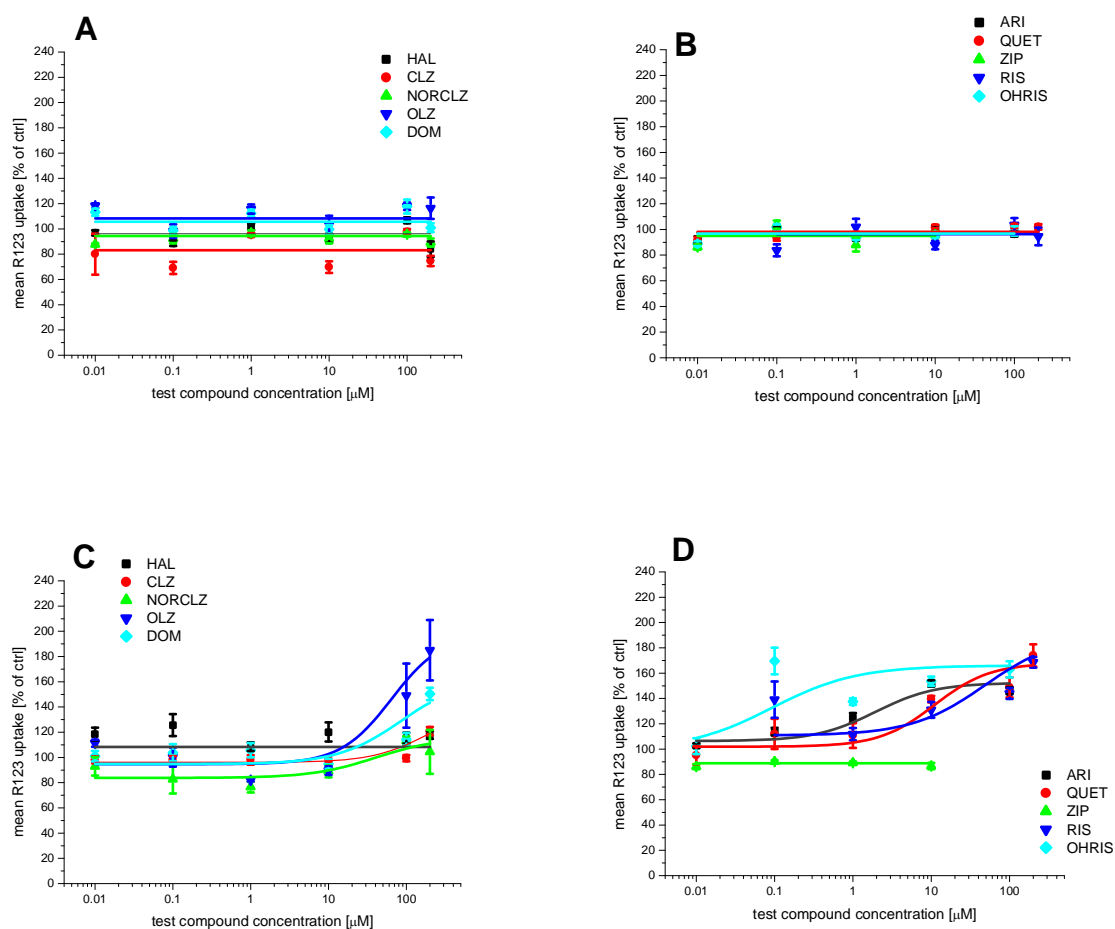 A
HAL
CLZ
NORCLZ
OLZ
DOM
240
220
200
180
160
140
120
100
80
60
40
20
0
mean R123 uptake [% of ctrl]
0.01
0.1
1
10
100
test compound concentration [μM]
B
ARI
QUET
ZIP
RIS
OHRIS
240
220
200
180
160
140
120
100
80
60
40
20
0
mean R123 uptake [% of ctrl]
0.01
0.1
1
10
100
test compound concentration [μM]
C
HAL
CLZ
NORCLZ
OLZ
DOM
240
220
200
180
160
140
120
100
80
60
40
20
0
mean R123 uptake [% of ctrl]
0.01
0.1
1
10
100
test compound concentration [μM]
D
240
220
200
180
160
140
120
100
80
60
40
20
0
mean R123 uptake [% of ctrl]
ARI
QUET
ZIP
RIS
OHRIS
0.01
0.1
1
10
100
test compound concentration [μM]